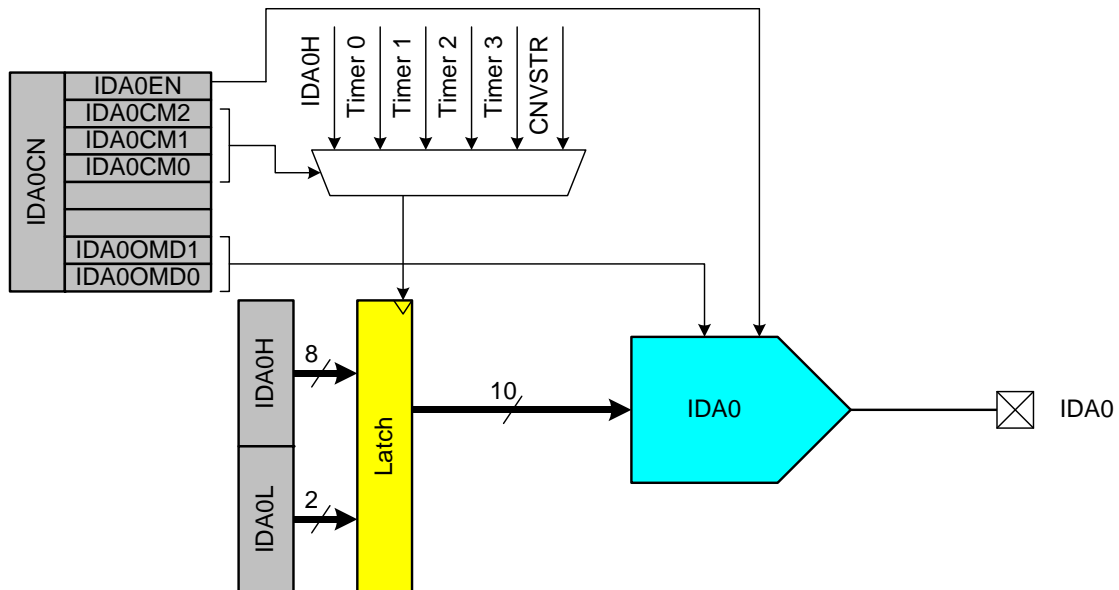 IDA0CN
IDA0EN
IDA0CM2
IDA0CM1
IDA0CM0
IDA0OMD1
IDA0OMD0
IDA0H
Timer 0
Timer 1
Timer 2
Timer 3
CNVSTR
IDA0H
8
IDA0L
2
Latch
10
IDA0
IDA0